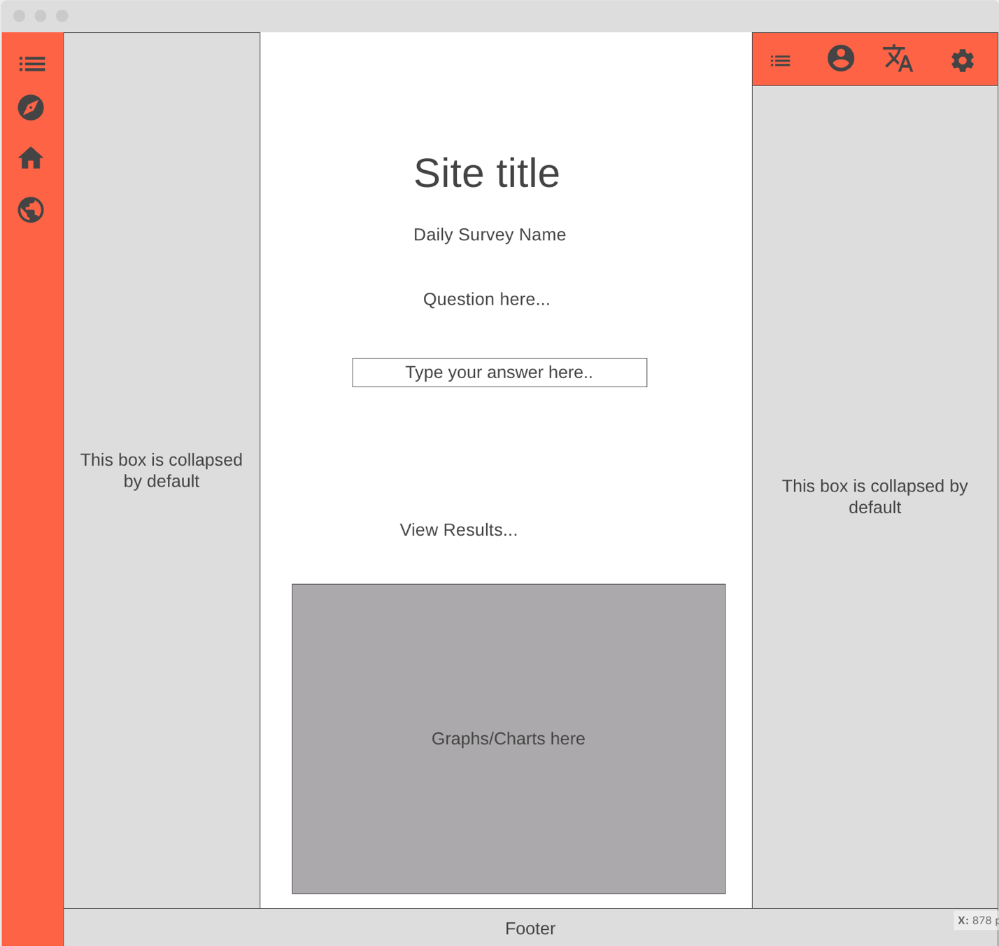 Site title
Daily Survey Name
Question here...
Type your answer here..
This box is collapsed
by default
This box is collapsed by
default
View Results...
Graphs/Charts here
Footer
X: 878 p